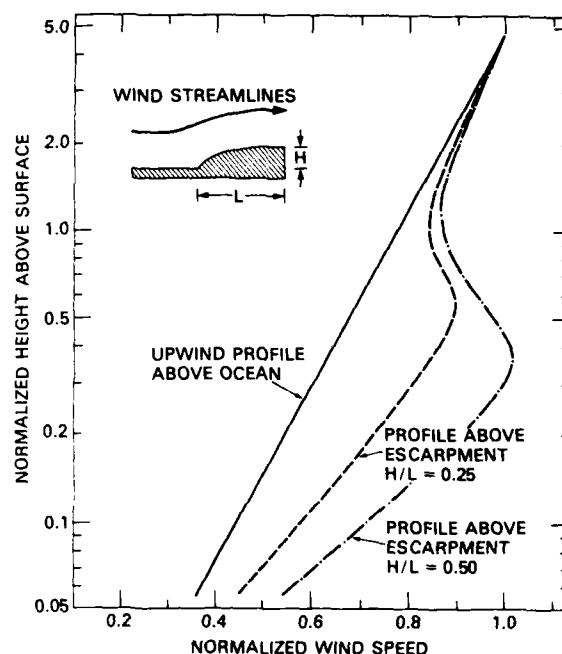 5.0
2.0
1.0
0.5
0.2
0.1
0.05
NORMALIZED HEIGHT ABOVE SURFACE
WIND STREAMLINES
H
L
UPWIND PROFILE
ABOVE OCEAN
PROFILE ABOVE
ESCARPMENT
H/L = 0.25
PROFILE ABOVE
ESCARPMENT
H/L = 0.50
0.2 0.4 0.6 0.8 1.0
NORMALIZED WIND SPEED